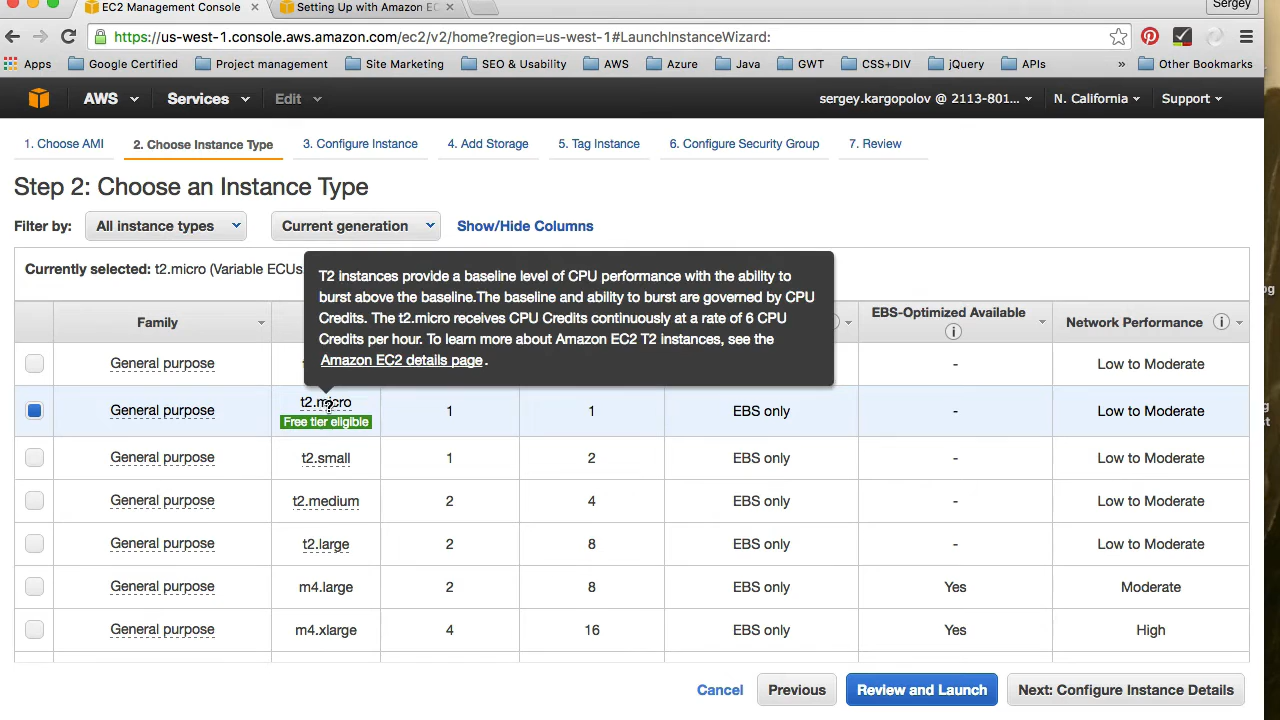 Sergey
EC2 Management Console
Setting Up with Amazon EC
https://us-west-1.console.aws.amazon.com/ec2/v2/home?region=us-west-1#LaunchInstanceWizard:
Apps Google Certified Project management Site Marketing SEO & Usability AWS Azure Java GWT CSS+DIV jQuery APIs » Other Bookmarks
AWS Services Edit sergey.kargopolov @ 2113-801... N. California Support
1. Choose AMI 2. Choose Instance Type 3. Configure Instance 4. Add Storage 5. Tag Instance 6. Configure Security Group 7. Review
Step 2: Choose an Instance Type
Filter by: All instance types Current generation Show/Hide Columns
Currently selected: t2.micro (Variable ECUs,
T2 instances provide a baseline level of CPU performance with the ability to
burst above the baseline.The baseline and ability to burst are governed by CPU
Credits. The t2.micro receives CPU Credits continuously at a rate of 6 CPU
Credits per hour. To learn more about Amazon EC2 T2 instances, see the
Amazon EC2 details page.
Family EBS-Optimized Available Network Performance
General purpose - Low to Moderate
General purpose t2.micro 1 1 EBS only - Low to Moderate
Free tier eligible
General purpose t2.small 1 2 EBS only - Low to Moderate
General purpose t2.medium 2 4 EBS only - Low to Moderate
General purpose t2.large 2 8 EBS only - Low to Moderate
General purpose m4.large 2 8 EBS only Yes Moderate
General purpose m4.xlarge 4 16 EBS only Yes High
Cancel Previous Review and Launch Next: Configure Instance Details